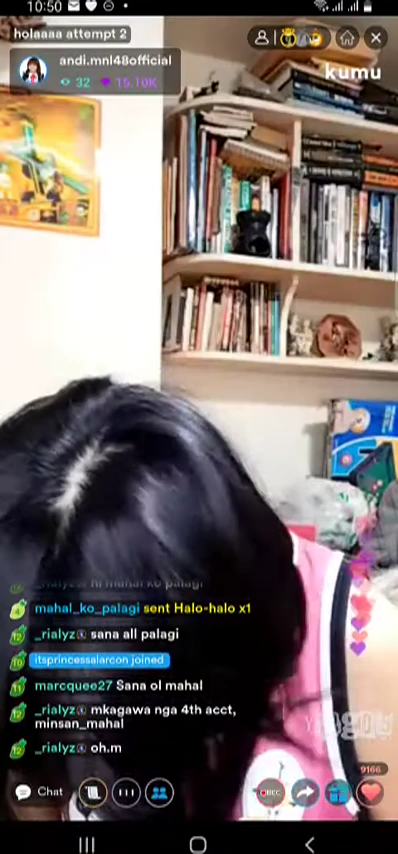 10:50
holaaaa attempt 2
andi.mnl48official
32 15.10K
kumu
mahal_ko_palagi sent Halo-halo x1
_rialyz sana all palagi
itsprincessalarcon joined
marcquee27 Sana ol mahal
_rialyz mkagawa nga 4th acct,
minsan_mahal
_rialyz oh.m
9166
Chat